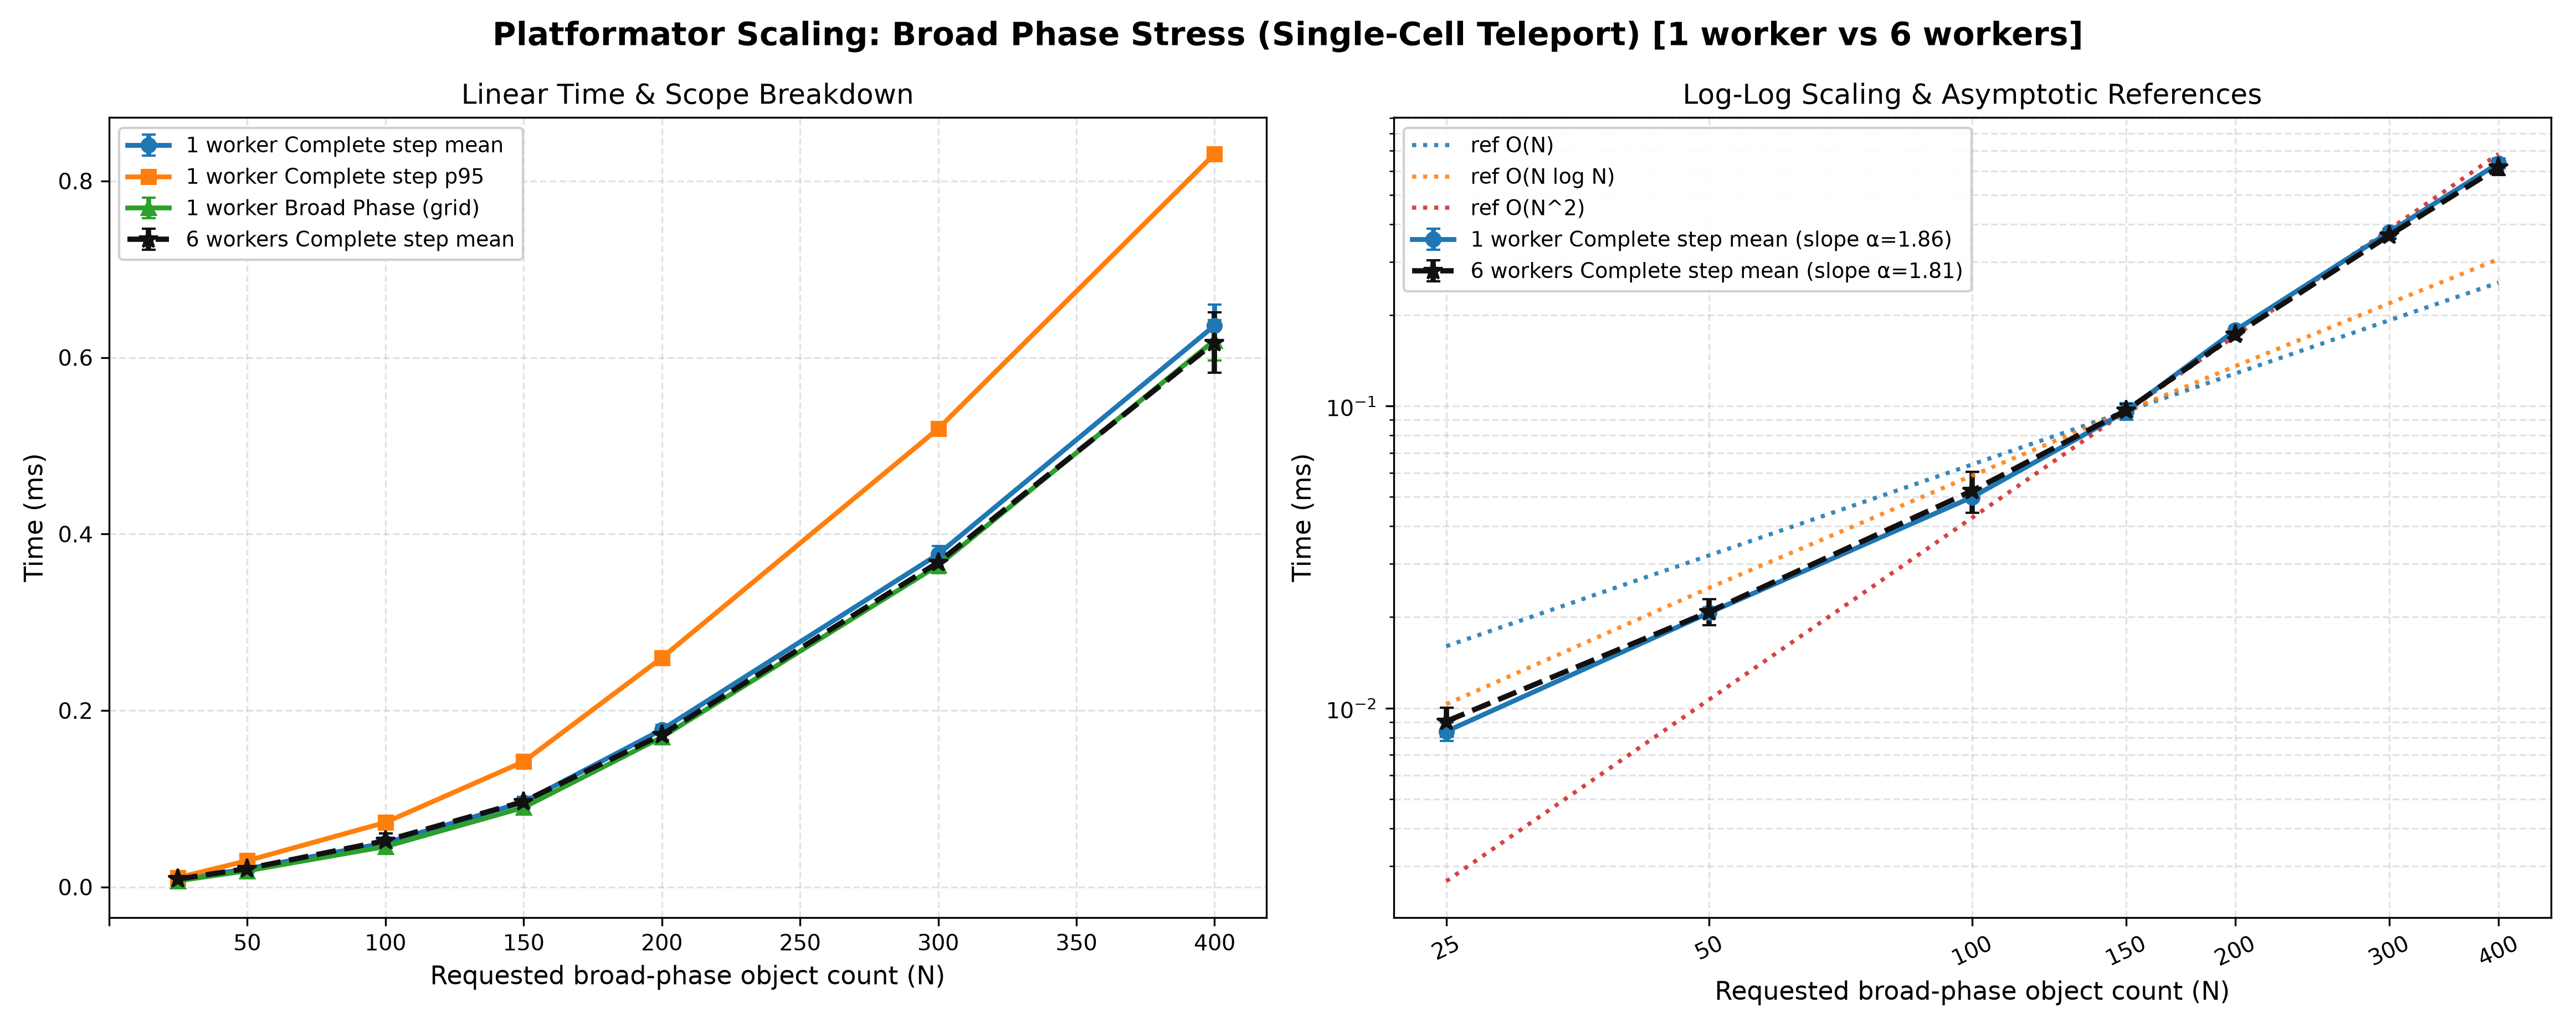 Platformator Scaling: Broad Phase Stress (Single-Cell Teleport) [1 worker vs 6 workers]
Linear Time & Scope Breakdown
1 worker Complete step mean
1 worker Complete step p95
1 worker Broad Phase (grid)
6 workers Complete step mean
Time (ms)
0.8
0.6
0.4
0.2
0.0
50 100 150 200 250 300 350 400
Requested broad-phase object count (N)
Log-Log Scaling & Asymptotic References
ref O(N)
ref O(N log N)
ref O(N^2)
1 worker Complete step mean (slope α=1.86)
6 workers Complete step mean (slope α=1.81)
Time (ms)
10⁻¹
10⁻²
25 50 100 150 200 300 400
Requested broad-phase object count (N)